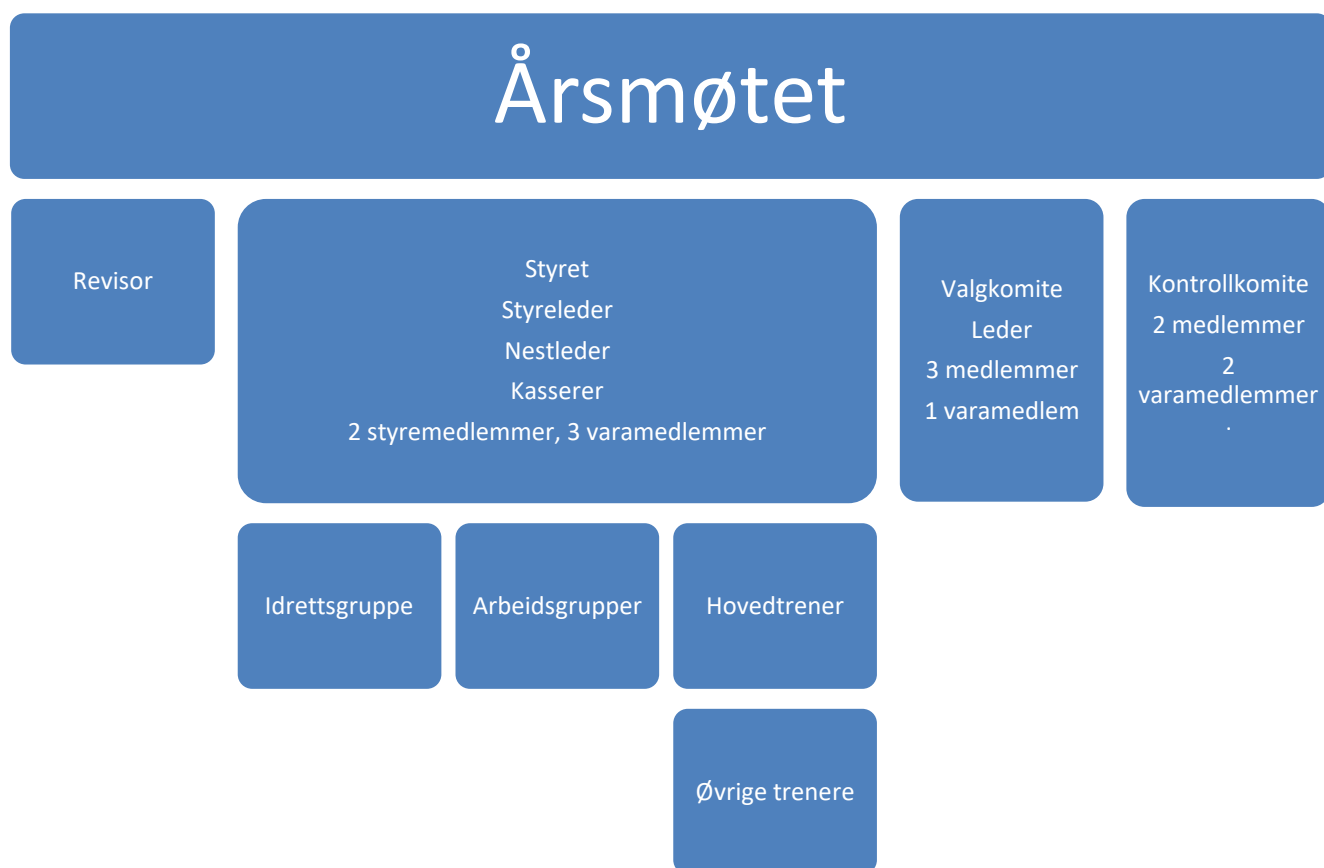 Årsmøtet
Revisor
Styret
Styreleder
Nestleder
Kasserer
2 styremedlemmer, 3 varamedlemmer
Valgkomite
Leder
3 medlemmer
1 varamedlem
Kontrollkomite
2 medlemmer
2
varamedlemmer
.
Idrettsgruppe
Arbeidsgrupper
Hovedtrener
Øvrige trenere